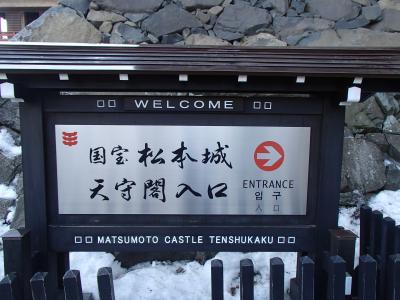 WELCOME
国宝 松本城
天守閣入口
ENTRANCE
입구
入口
MATSUMOTO CASTLE TENSHUKAKU